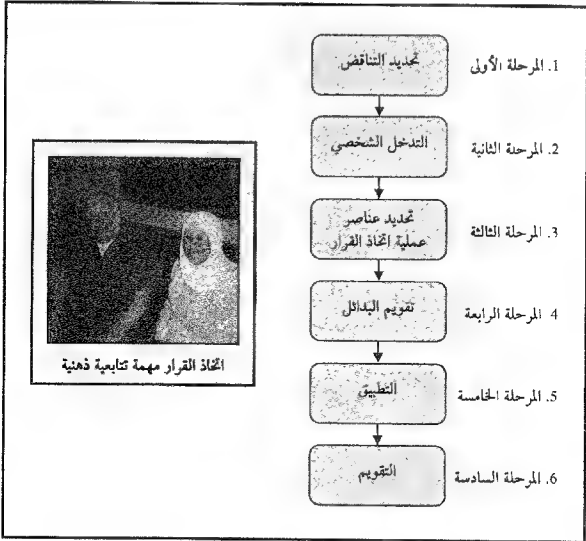 1. المرحلة الأولى
تحديد التناقض
2. المرحلة الثانية
التدخل الشخصي
3. المرحلة الثالثة
تحديد عناصر
عملية اتخاذ القرار
4 المرحلة الرابعة
تقويم البدائل
5. المرحلة الخامسة
التطبيق
6. المرحلة السادسة
التقويم
اتخاذ القرار مهمة تتابعية ذهنية